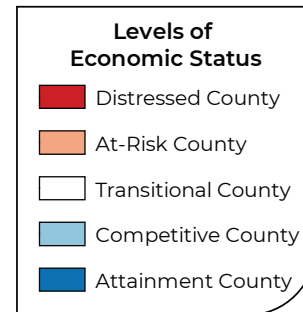 Levels of
Economic Status
Distressed County
At-Risk County
Transitional County
Competitive County
Attainment County